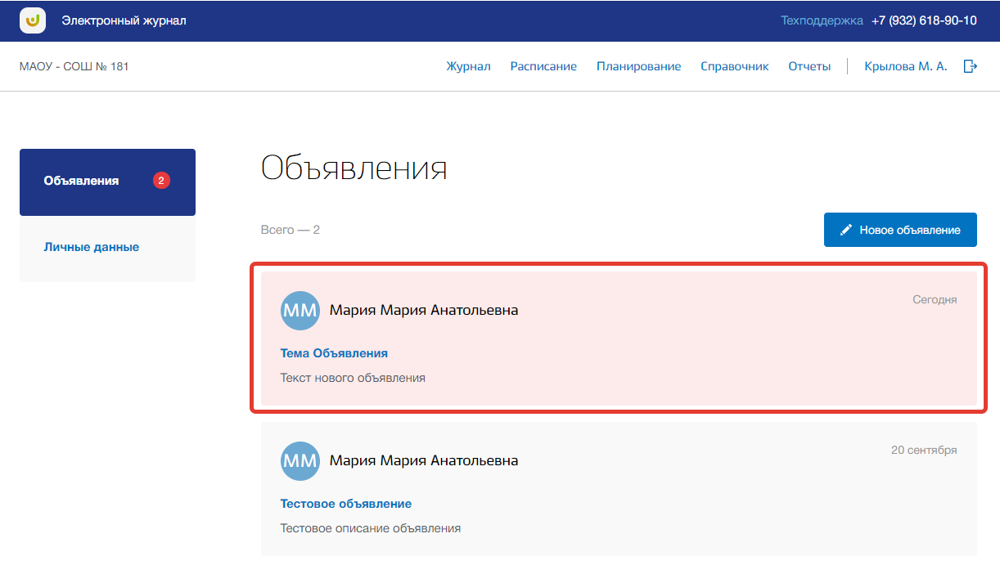 Электронный журнал
Техподдержка +7 (932) 618-90-10
МАОУ - СОШ № 181
Журнал Расписание Планирование Справочник Отчеты Крылова М. А.
Объявления 2
Личные данные
Объявления
Всего — 2
Новое объявление
ММ Мария Мария Анатольевна
Сегодня
Тема Объявления
Текст нового объявления
ММ Мария Мария Анатольевна
20 сентября
Тестовое объявление
Тестовое описание объявления